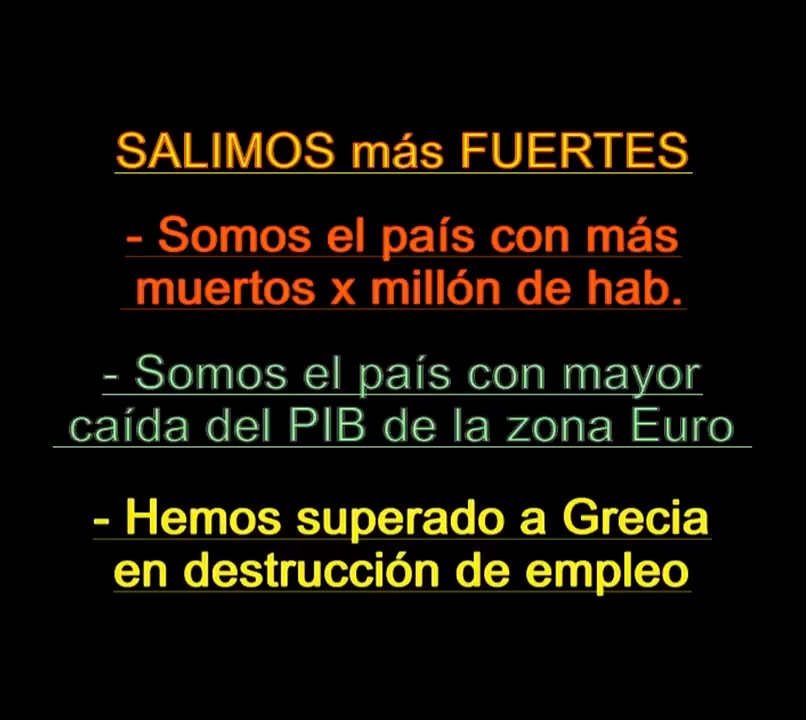 SALIMOS más FUERTES
- Somos el país con más
muertos x millón de hab.
- Somos el país con mayor
caída del PIB de la zona Euro
- Hemos superado a Grecia
en destrucción de empleo